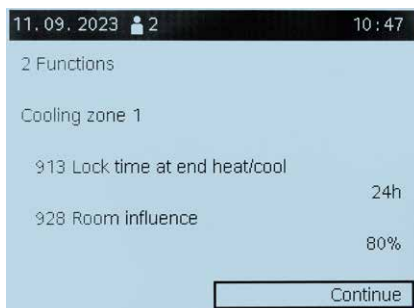 11.09.2023 2 10:47
2 Functions
Cooling zone 1
913 Lock time at end heat/cool
24h
928 Room influence
80%
Continue